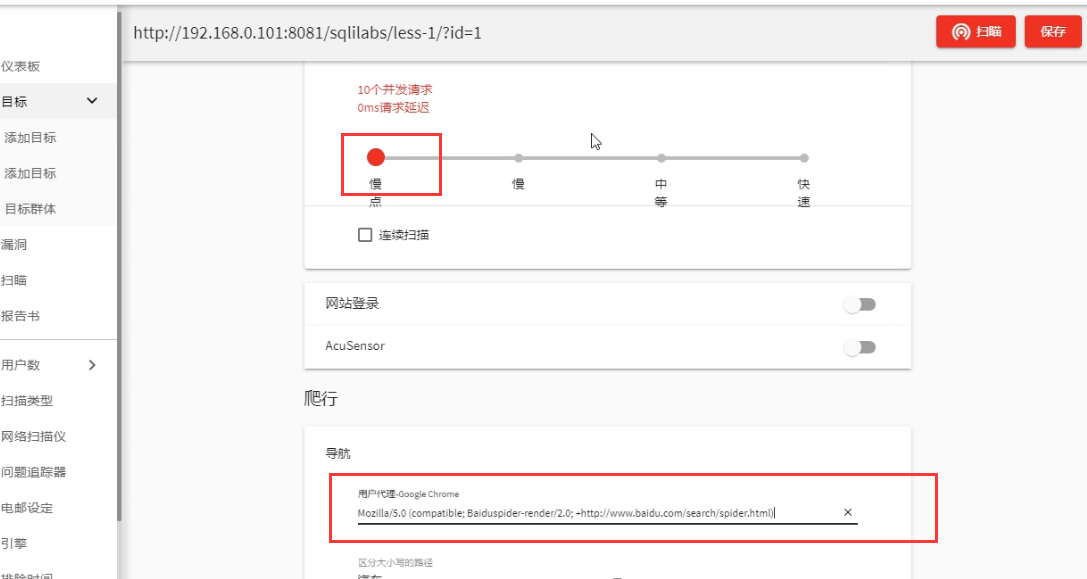 http://192.168.0.101:8081/sqlilabs/less-1/?id=1
扫瞄
保存
仪表板
目标
添加目标
添加目标
目标群体
漏洞
扫瞄
报告书
用户数
扫描类型
网络扫描仪
问题追踪器
电邮设定
引擎
排除时间
10个并发请求
0ms请求延迟
慢点
慢
中等
快速
连续扫描
网站登录
AcuSensor
爬行
导航
用户代理-Google Chrome
Mozilla/5.0 (compatible; Baiduspider-render/2.0; +http://www.baidu.com/search/spider.html)
区分大小写的路径